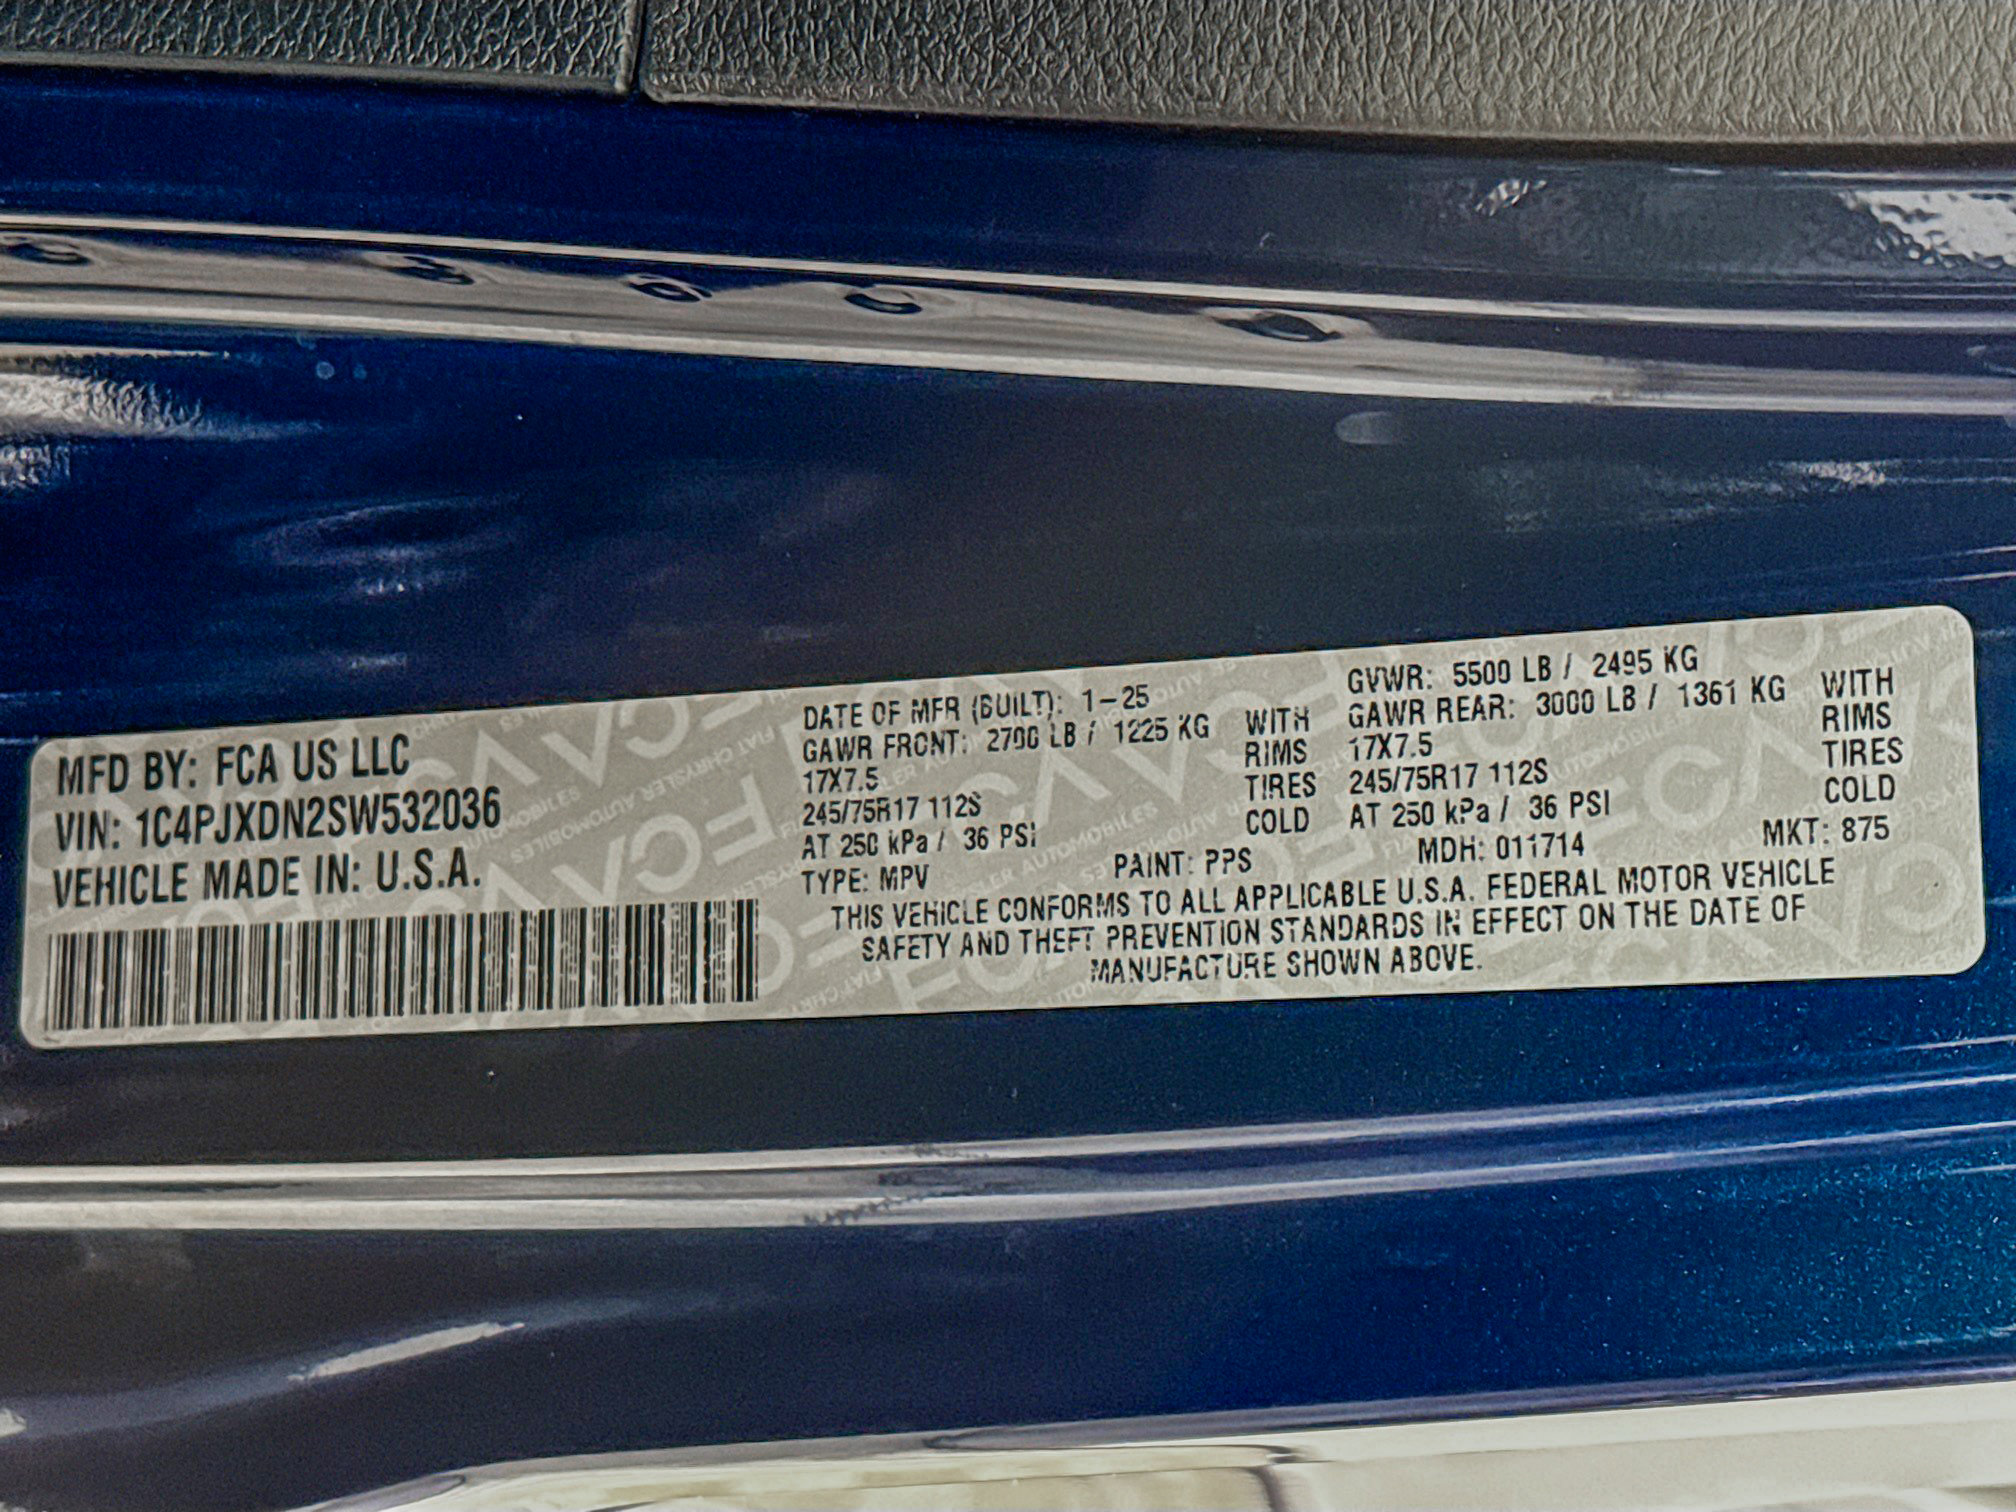 MFD BY: FCA US LLC
VIN: 1C4PJXDN2SW532036
VEHICLE MADE IN: U.S.A.
DATE OF MFR (BUILT): 1-25
GAWR FRONT: 2700 LB / 1225 KG WITH
17X7.5 RIMS
245/75R17 112S TIRES
AT 250 kPa / 36 PSI COLD
GVWR: 5500 LB / 2495 KG
GAWR REAR: 3000 LB / 1361 KG WITH
17X7.5 RIMS
245/75R17 112S TIRES
AT 250 kPa / 36 PSI COLD
TYPE: MPV PAINT: PPS MDH: 011714 MKT: 875
THIS VEHICLE CONFORMS TO ALL APPLICABLE U.S.A. FEDERAL MOTOR VEHICLE
SAFETY AND THEFT PREVENTION STANDARDS IN EFFECT ON THE DATE OF
MANUFACTURE SHOWN ABOVE.